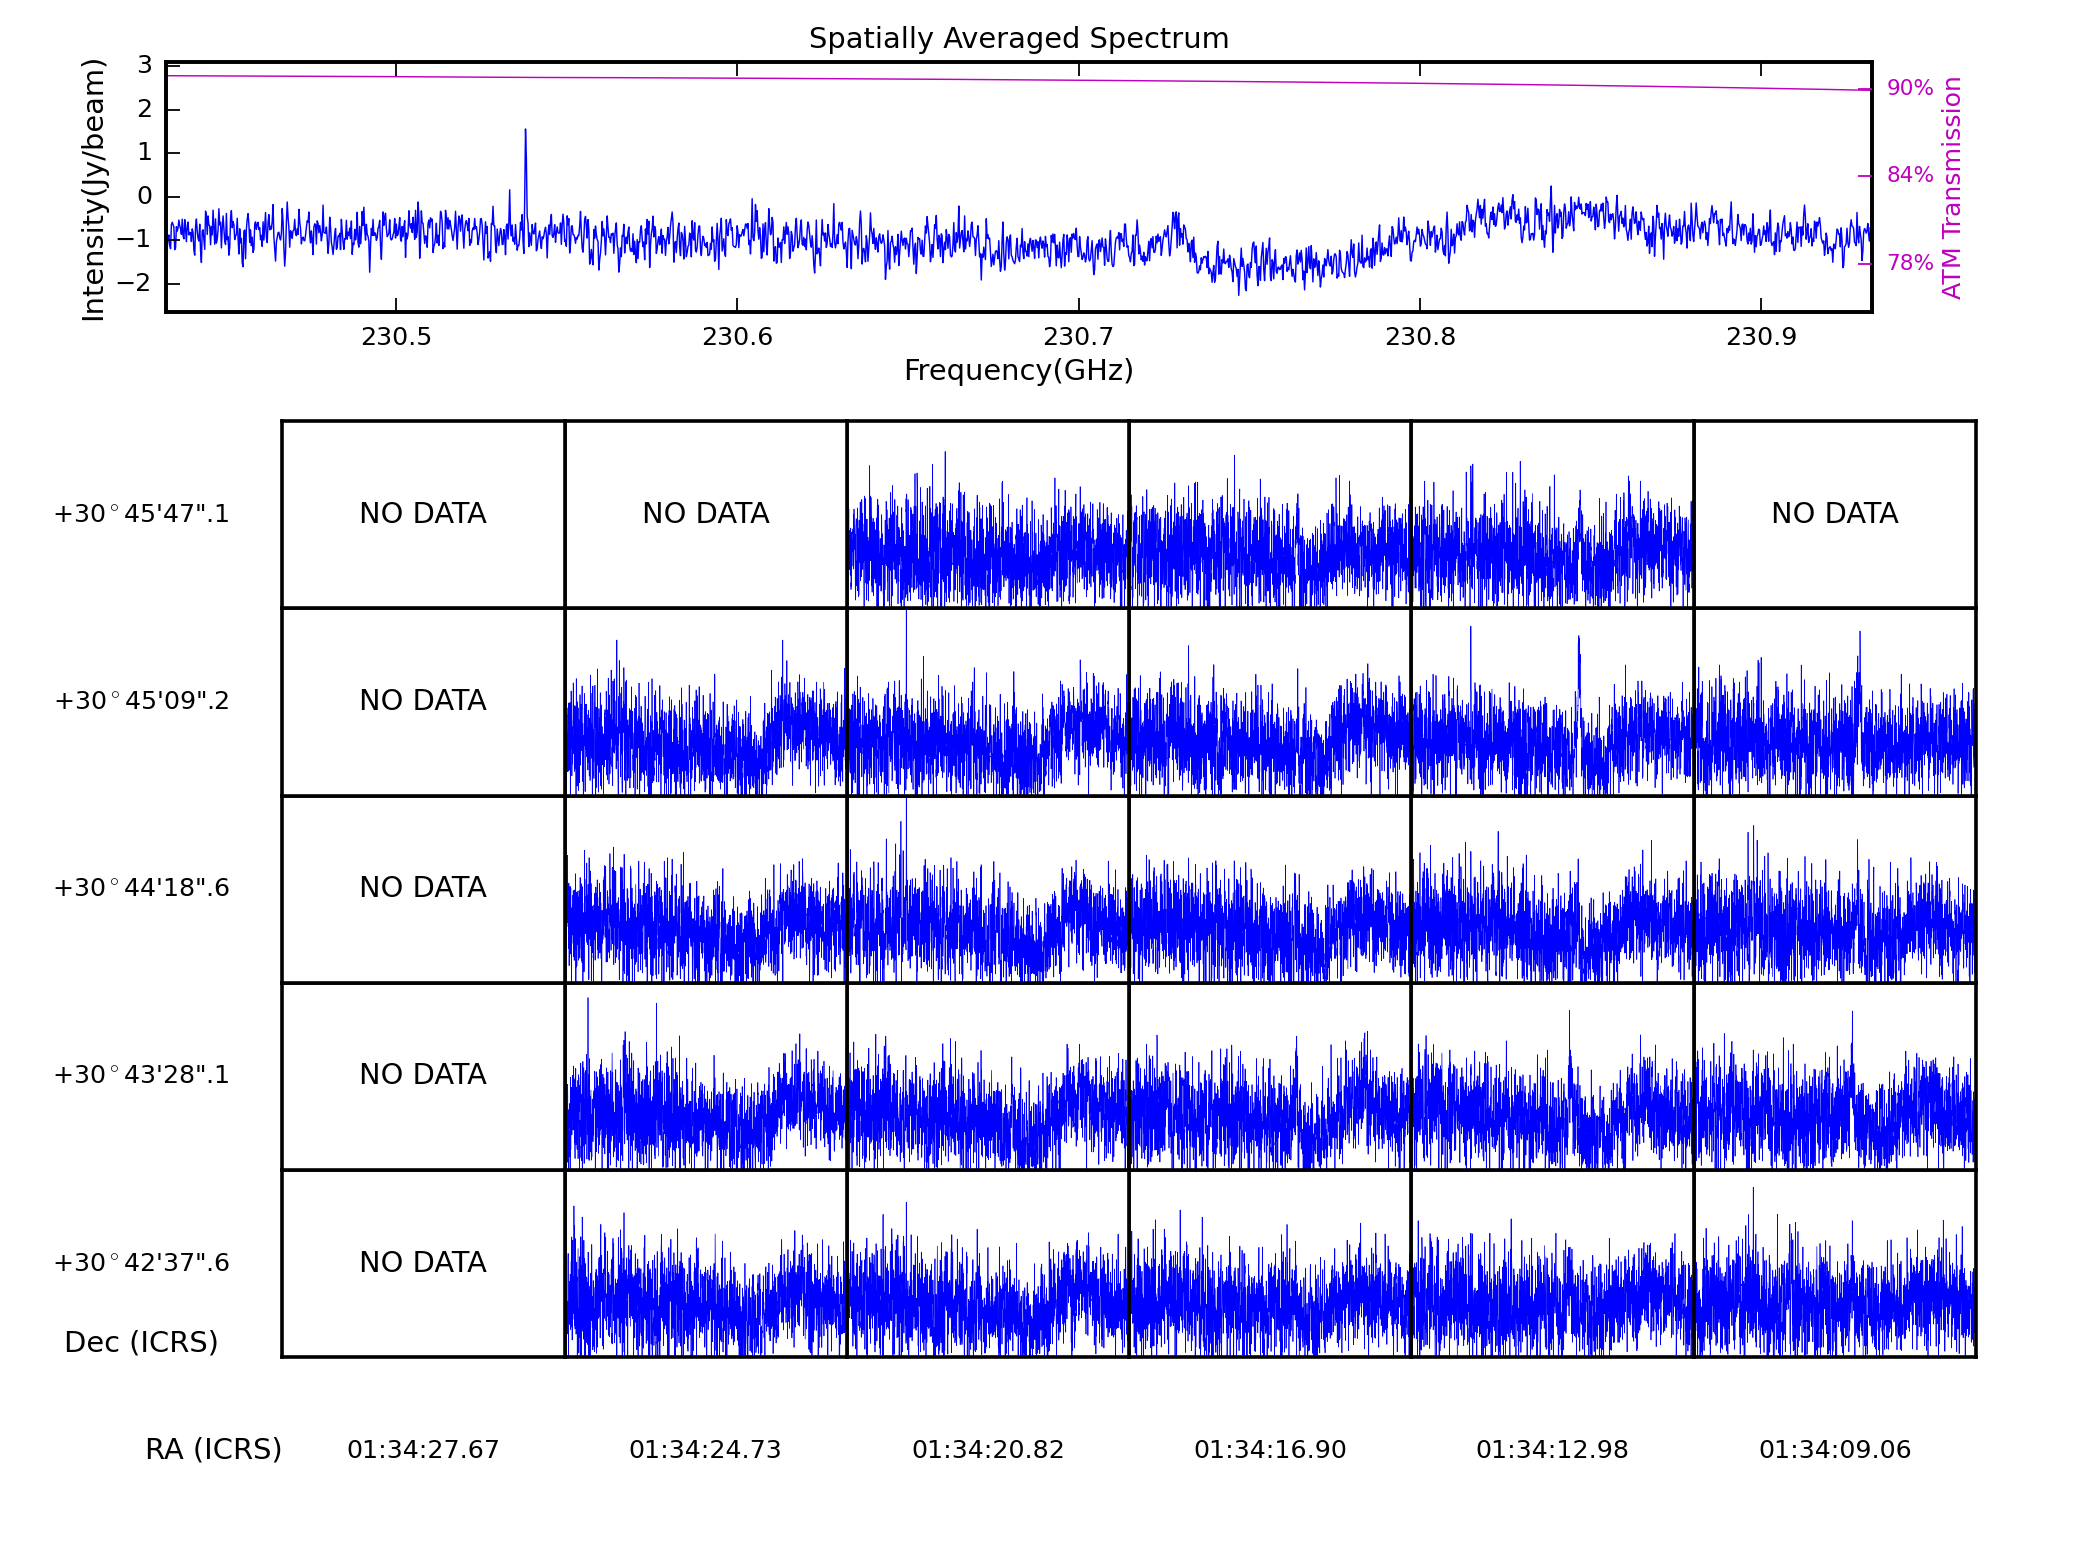 Spatially Averaged Spectrum
Intensity(Jy/beam)
3
2
1
0
−1
−2
90%
84%
78%
ATM Transmission
230.5 230.6 230.7 230.8 230.9
Frequency(GHz)
+30°45'47".1 NO DATA NO DATA NO DATA
+30°45'09".2 NO DATA
+30°44'18".6 NO DATA
+30°43'28".1 NO DATA
+30°42'37".6 NO DATA
Dec (ICRS)
RA (ICRS) 01:34:27.67 01:34:24.73 01:34:20.82 01:34:16.90 01:34:12.98 01:34:09.06